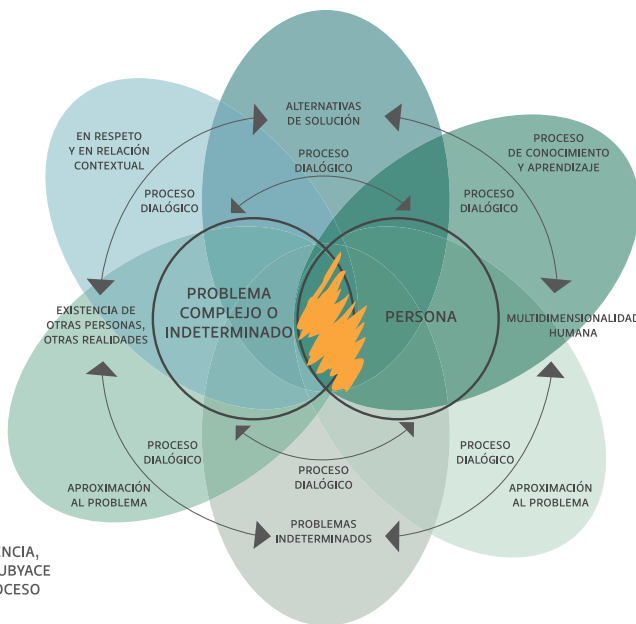 ALTERNATIVAS
DE SOLUCIÓN
EN RESPETO
Y EN RELACIÓN
CONTEXTUAL
PROCESO
DE CONOCIMIENTO
Y APRENDIZAJE
PROCESO
DIALÓGICO
PROCESO
DIALÓGICO
PROCESO
DIALÓGICO
PROBLEMA
COMPLEJO O
INDETERMINADO
PERSONA
EXISTENCIA DE
OTRAS PERSONAS,
OTRAS REALIDADES
MULTIDIMENSIONALIDAD
HUMANA
PROCESO
DIALÓGICO
PROCESO
DIALÓGICO
PROCESO
DIALÓGICO
APROXIMACIÓN
AL PROBLEMA
APROXIMACIÓN
AL PROBLEMA
PROBLEMAS
INDETERMINADOS
ENCIA,
UBYACE
OCESO